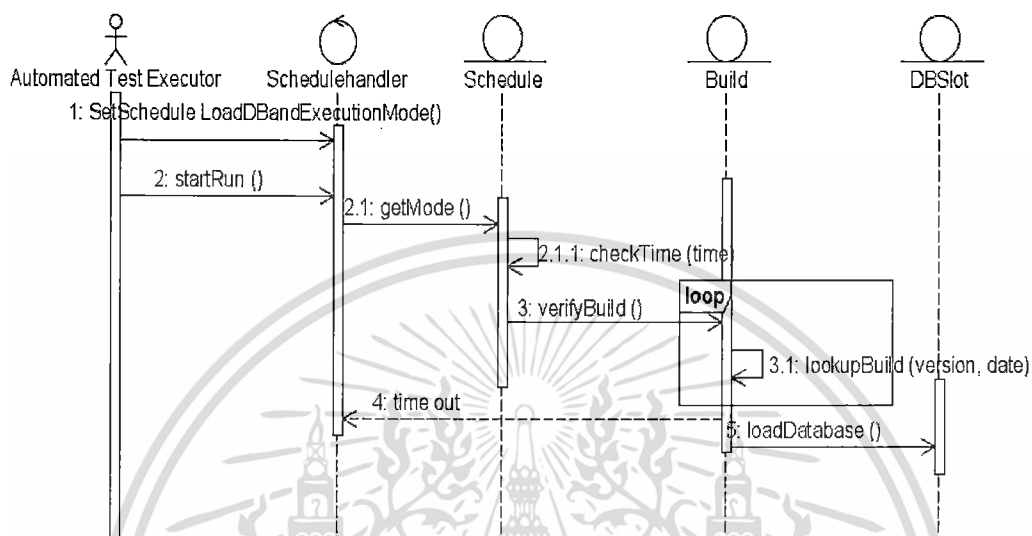 Automated Test Executor
Schedulehandler
Schedule
Build
DBSlot
1: SetSchedule LoadDBandExecutionMode()
2: startRun ()
2.1: getMode ()
2.1.1: checkTime (time)
loop
3: verifyBuild ()
3.1: lookupBuild (version, date)
4: time out
5: loadDatabase ()